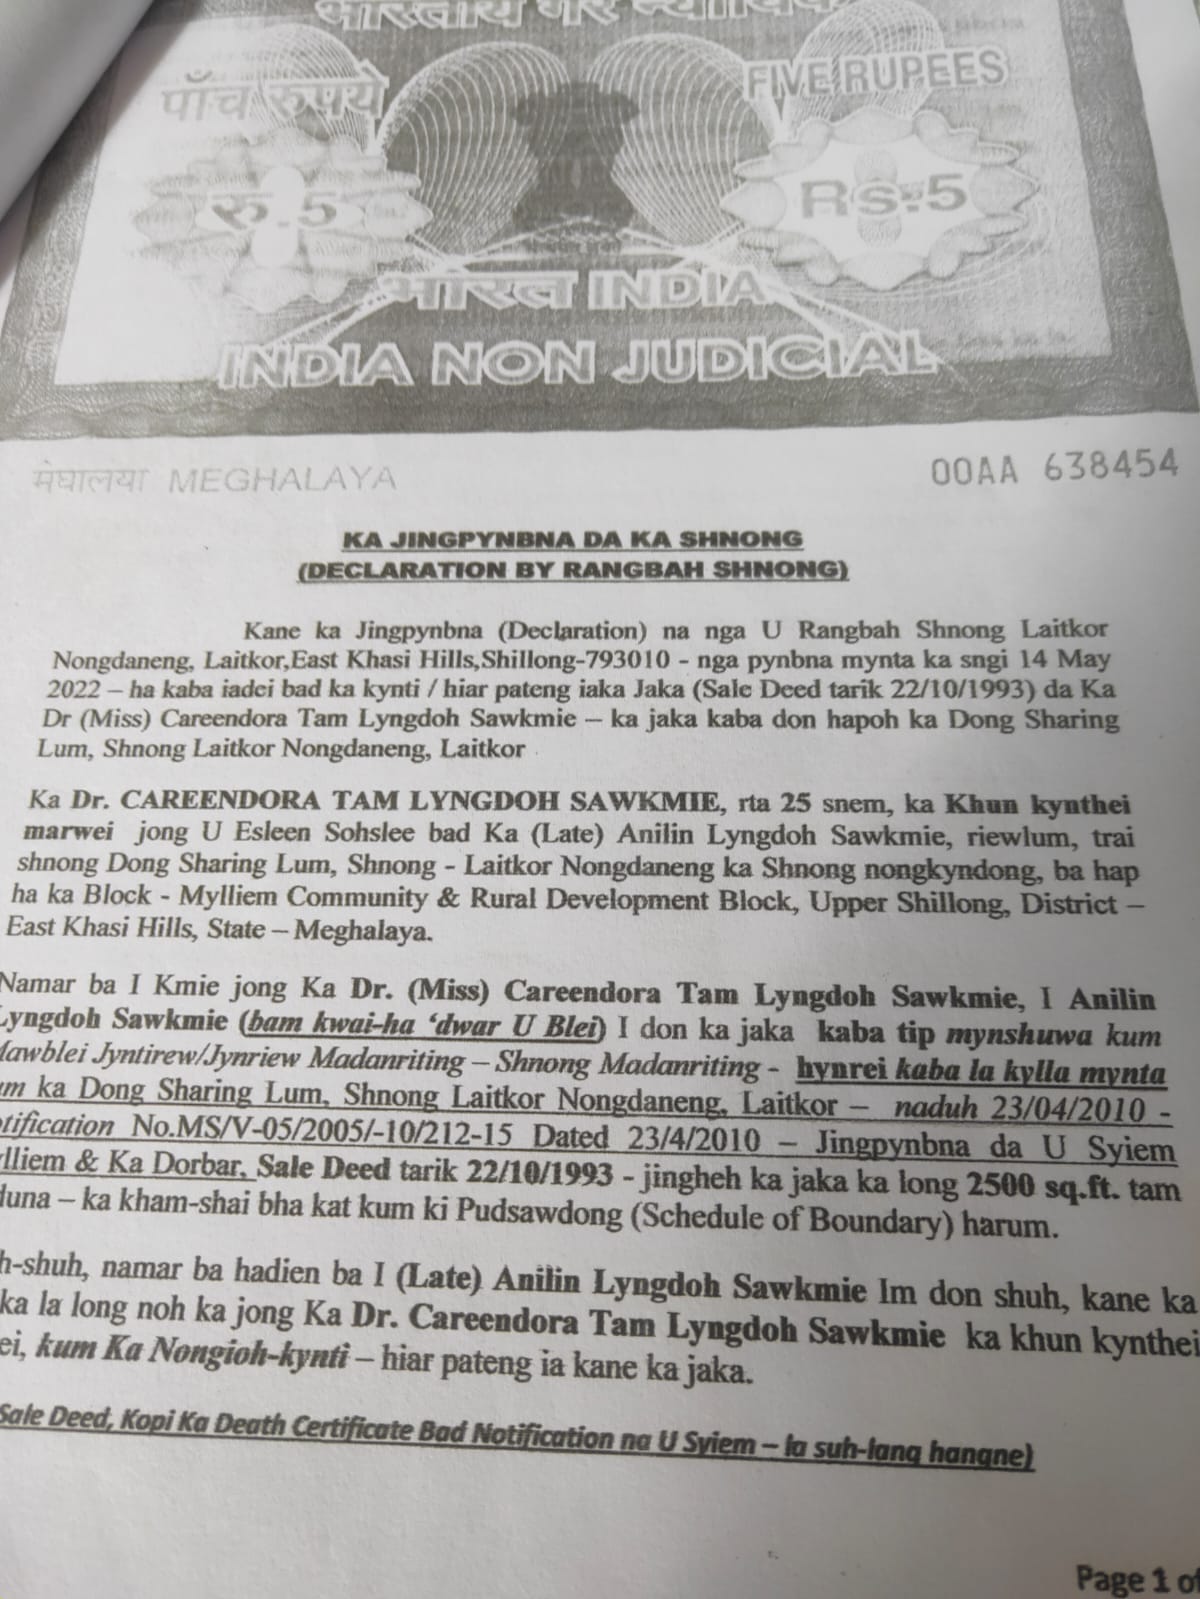 भारतीय गैर न्यायिक
पाँच रुपये FIVE RUPEES
रु.5 Rs.5
भारत INDIA
INDIA NON JUDICIAL
मेघालय MEGHALAYA 00AA 638454
KA JINGPYNBNA DA KA SHNONG
(DECLARATION BY RANGBAH SHNONG)
Kane ka Jingpynbna (Declaration) na nga U Rangbah Shnong Laitkor
Nongdaneng, Laitkor,East Khasi Hills,Shillong-793010 - nga pynbna mynta ka sngi 14 May
2022 – ha kaba iadei bad ka kynti / hiar pateng iaka Jaka (Sale Deed tarik 22/10/1993) da Ka
Dr (Miss) Careendora Tam Lyngdoh Sawkmie – ka jaka kaba don hapoh ka Dong Sharing
Lum, Shnong Laitkor Nongdaneng, Laitkor
Ka Dr. CAREENDORA TAM LYNGDOH SAWKMIE, rta 25 snem, ka Khun kynthei
marwei jong U Esleen Sohslee bad Ka (Late) Anilin Lyngdoh Sawkmie, riewlum, trai
shnong Dong Sharing Lum, Shnong - Laitkor Nongdaneng ka Shnong nongkyndong, ba hap
ha ka Block - Mylliem Community & Rural Development Block, Upper Shillong, District –
East Khasi Hills, State – Meghalaya.
Namar ba I Kmie jong Ka Dr. (Miss) Careendora Tam Lyngdoh Sawkmie, I Anilin
Lyngdoh Sawkmie (bam kwai-ha ‘dwar U Blei) I don ka jaka kaba tip mynshuwa kum
Mawblei Jyntirew/Jynriew Madanriting – Shnong Madanriting - hynrei kaba la kylla mynta
ka Dong Sharing Lum, Shnong Laitkor Nongdaneng, Laitkor – naduh 23/04/2010 -
No.MS/V-05/2005/-10/212-15 Dated 23/4/2010 – Jingpynbna da U Syiem
& Ka Dorbar, Sale Deed tarik 22/10/1993 - jingheh ka jaka ka long 2500 sq.ft. tam
– ka kham-shai bha kat kum ki Pudsawdong (Schedule of Boundary) harum.
namar ba hadien ba I (Late) Anilin Lyngdoh Sawkmie Im don shuh, kane ka
ka la long noh ka jong Ka Dr. Careendora Tam Lyngdoh Sawkmie ka khun kynthei
kum Ka Nongioh-kynti – hiar pateng ia kane ka jaka.
Sale Deed, Kopi Ka Death Certificate Bad Notification na U Syiem – la suh-lang hangne)
Page 1 of